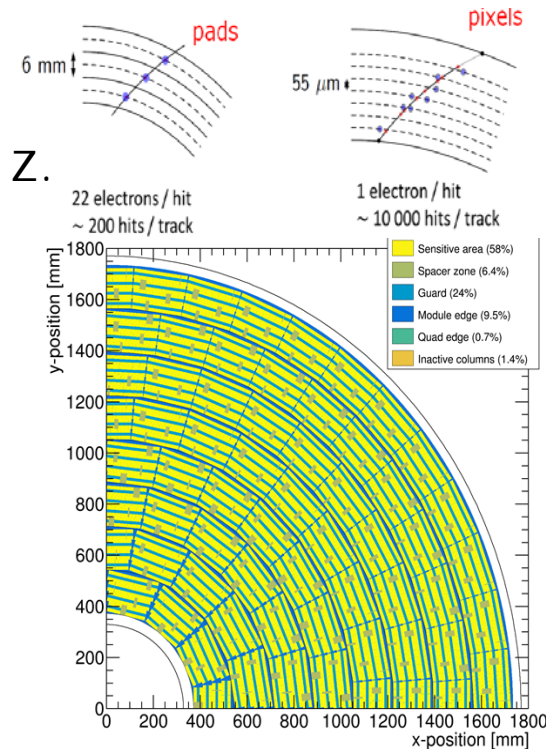 pads
pixels
6 mm
55 μm
Z.
22 electrons / hit
~ 200 hits / track
1 electron / hit
~ 10 000 hits / track
Sensitive area (58%)
Spacer zone (6.4%)
Guard (24%)
Module edge (9.5%)
Quad edge (0.7%)
Inactive columns (1.4%)
y-position [mm]
1800
1600
1400
1200
1000
800
600
400
200
0
0 200 400 600 800 1000 1200 1400 1600 1800
x-position [mm]